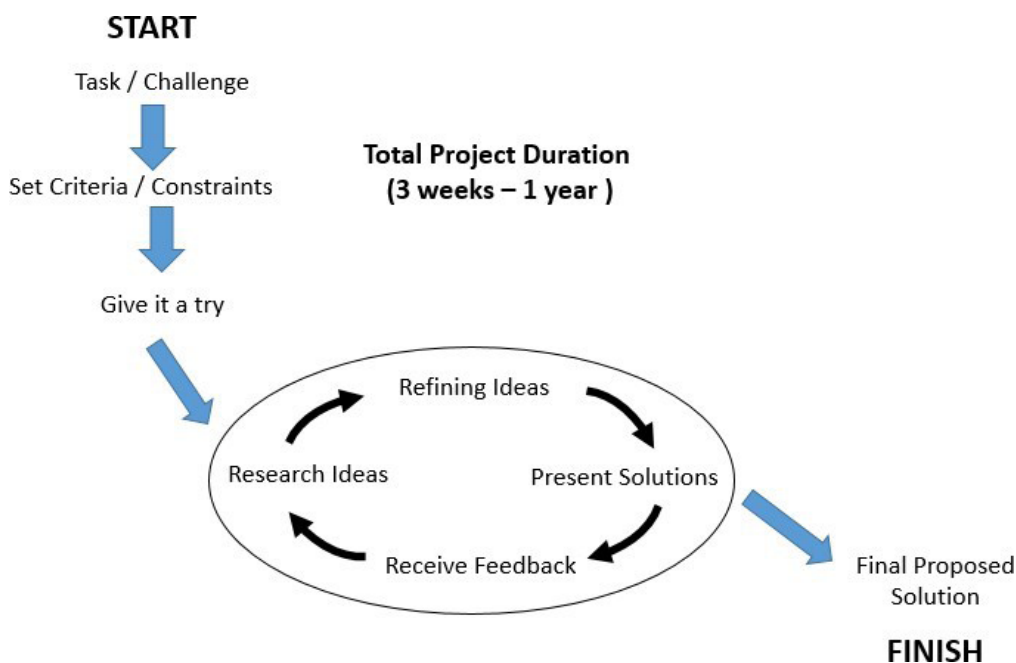 START
Task / Challenge
Set Criteria / Constraints
Total Project Duration
(3 weeks – 1 year )
Give it a try
Refining Ideas
Research Ideas
Present Solutions
Receive Feedback
Final Proposed
Solution
FINISH